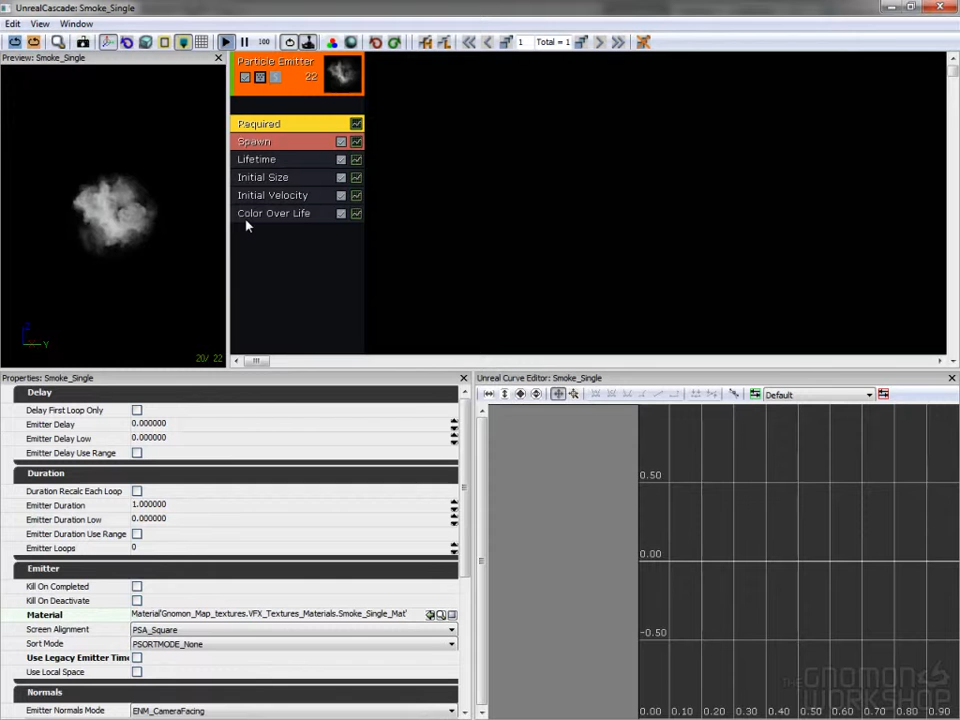 UnrealCascade: Smoke_Single
Edit View Window
100 1 Total = 1
Preview: Smoke_Single
Z
Y
20/ 22
Particle Emitter
22
Required
Spawn
Lifetime
Initial Size
Initial Velocity
Color Over Life
Properties: Smoke_Single
Delay
Delay First Loop Only
Emitter Delay 0.000000
Emitter Delay Low 0.000000
Emitter Delay Use Range
Duration
Duration Recalc Each Loop
Emitter Duration 1.000000
Emitter Duration Low 0.000000
Emitter Duration Use Range
Emitter Loops 0
Emitter
Kill On Completed
Kill On Deactivate
Material Material'Gnomon_Map_textures.VFX_Textures_Materials.Smoke_Single_Mat'
Screen Alignment PSA_Square
Sort Mode PSORTMODE_None
Use Legacy Emitter Time
Use Local Space
Normals
Emitter Normals Mode ENM_CameraFacing
Unreal Curve Editor: Smoke_Single
Default
0.50
0.00
-0.50
0.00 0.10 0.20 0.30 0.40 0.50 0.60 0.70 0.80 0.90
THE GNOMON
WORKSHOP